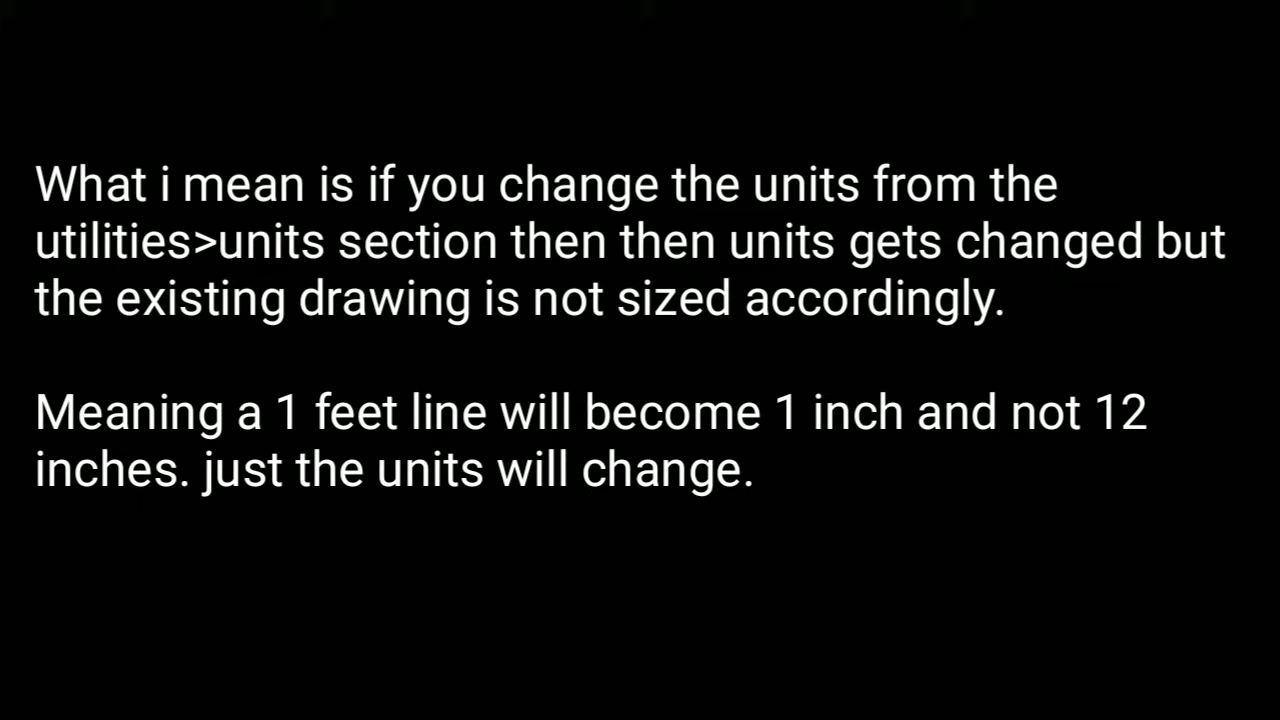 What i mean is if you change the units from the
utilities>units section then then units gets changed but
the existing drawing is not sized accordingly.
Meaning a 1 feet line will become 1 inch and not 12
inches. just the units will change.